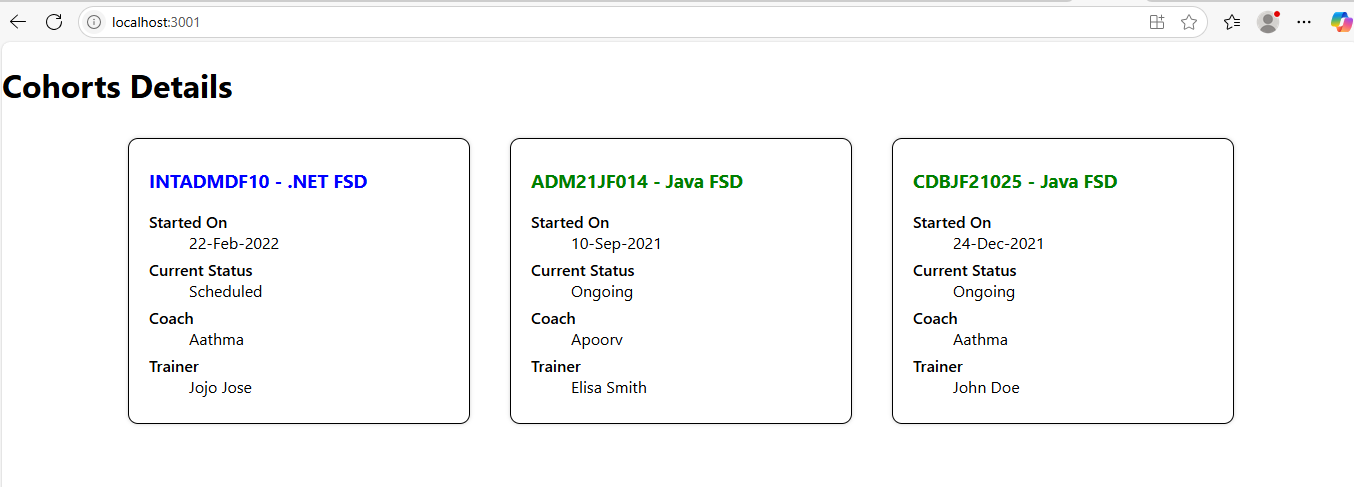 localhost:3001
Cohorts Details
INTADMDF10 - .NET FSD
Started On
22-Feb-2022
Current Status
Scheduled
Coach
Aathma
Trainer
Jojo Jose
ADM21JF014 - Java FSD
Started On
10-Sep-2021
Current Status
Ongoing
Coach
Apoorv
Trainer
Elisa Smith
CDBJF21025 - Java FSD
Started On
24-Dec-2021
Current Status
Ongoing
Coach
Aathma
Trainer
John Doe